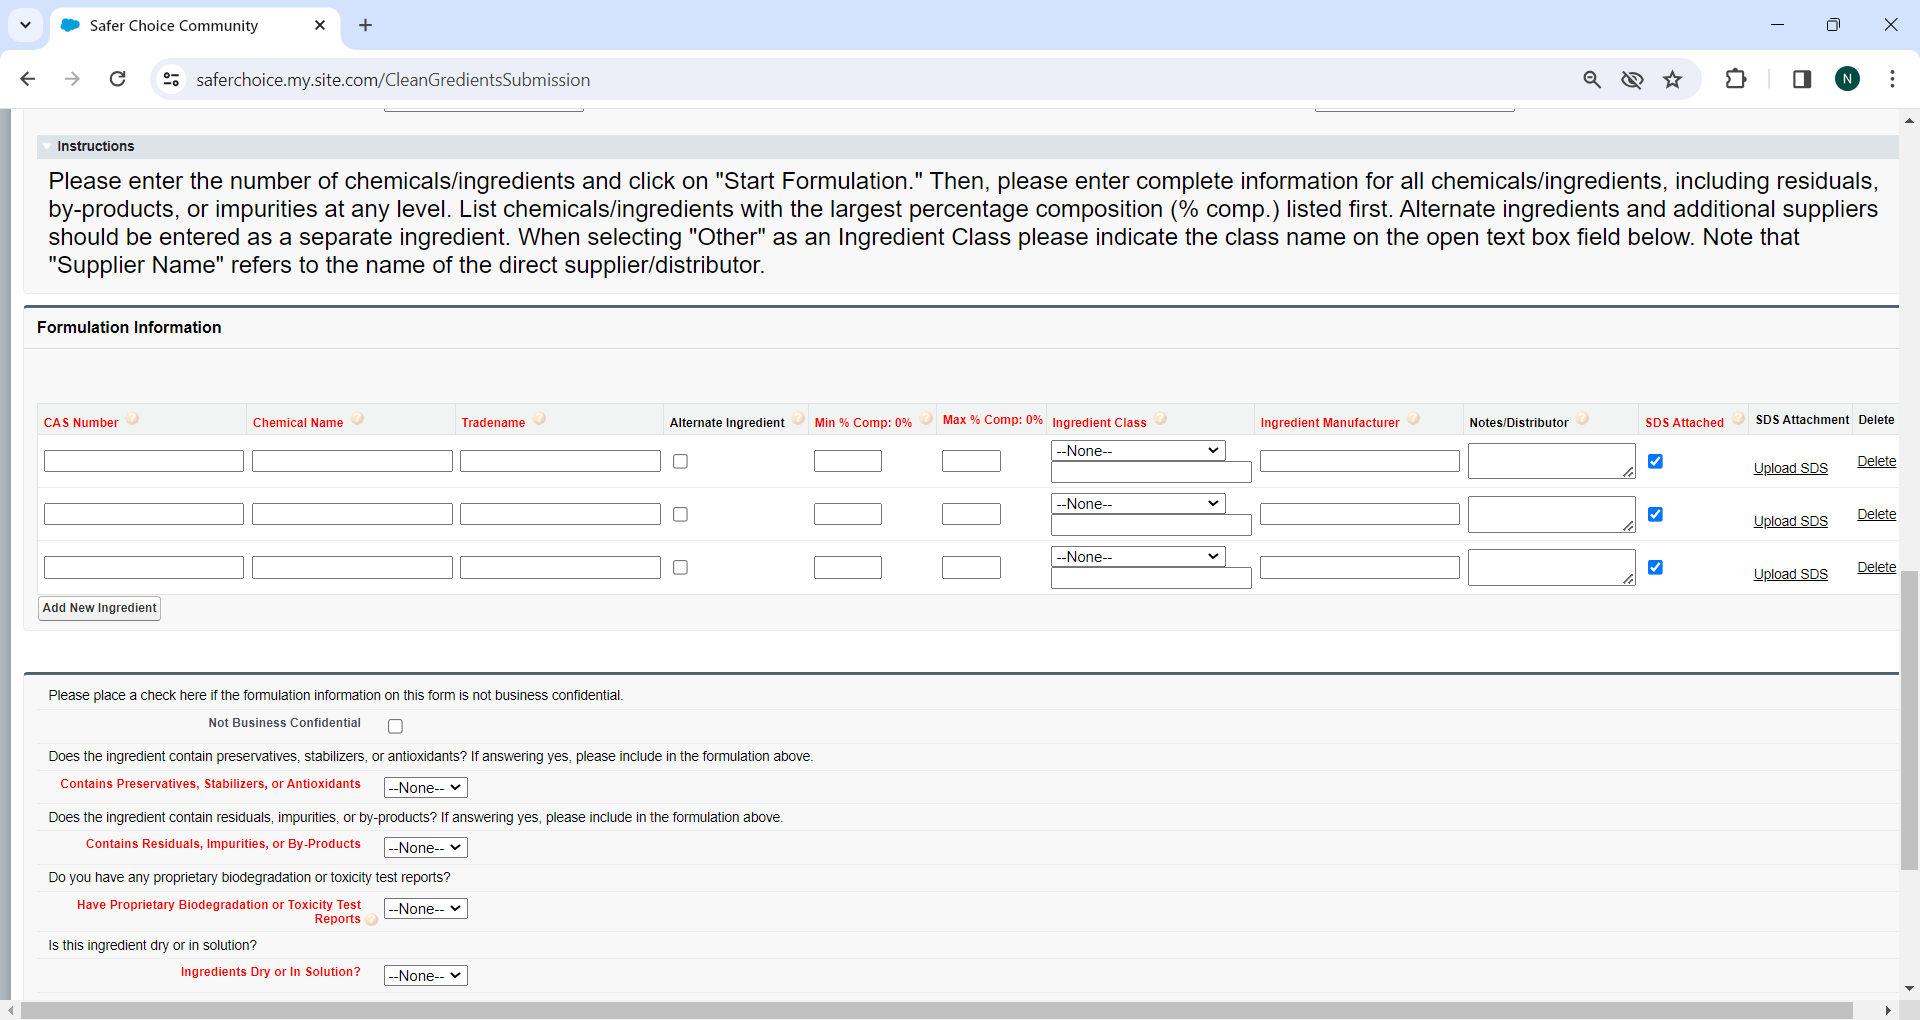 Safer Choice Community
saferchoice.my.site.com/CleanGredientsSubmission
N
Instructions
Please enter the number of chemicals/ingredients and click on "Start Formulation." Then, please enter complete information for all chemicals/ingredients, including residuals,
by-products, or impurities at any level. List chemicals/ingredients with the largest percentage composition (% comp.) listed first. Alternate ingredients and additional suppliers
should be entered as a separate ingredient. When selecting "Other" as an Ingredient Class please indicate the class name on the open text box field below. Note that
"Supplier Name" refers to the name of the direct supplier/distributor.
Formulation Information
CAS Number ? Chemical Name ? Tradename ? Alternate Ingredient ? Min % Comp: 0% ? Max % Comp: 0% Ingredient Class ? Ingredient Manufacturer ? Notes/Distributor ? SDS Attached ? SDS Attachment Delete
--None-- Upload SDS Delete
--None-- Upload SDS Delete
--None-- Upload SDS Delete
Add New Ingredient
Please place a check here if the formulation information on this form is not business confidential.
Not Business Confidential
Does the ingredient contain preservatives, stabilizers, or antioxidants? If answering yes, please include in the formulation above.
Contains Preservatives, Stabilizers, or Antioxidants --None--
Does the ingredient contain residuals, impurities, or by-products? If answering yes, please include in the formulation above.
Contains Residuals, Impurities, or By-Products --None--
Do you have any proprietary biodegradation or toxicity test reports?
Have Proprietary Biodegradation or Toxicity Test --None--
Reports ?
Is this ingredient dry or in solution?
Ingredients Dry or In Solution? --None--